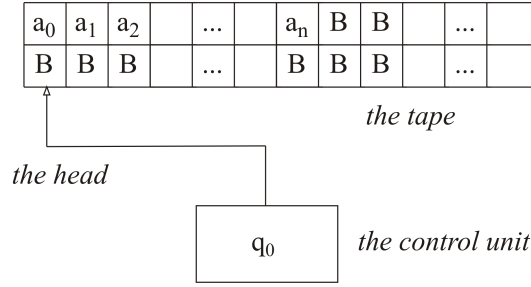 a₀ a₁ a₂ ... aₙ B B ...
B B B ... B B B ...
the tape
the head
q₀ the control unit